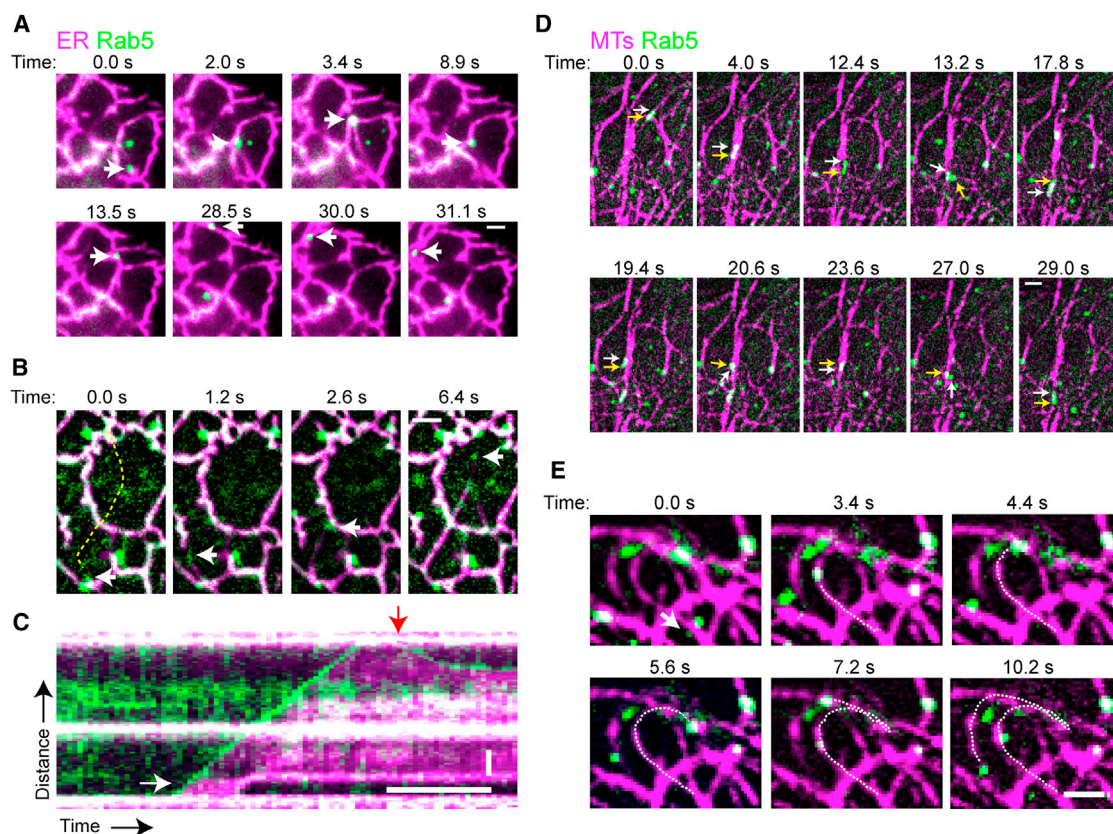 A
ER Rab5
Time: 0.0 s 2.0 s 3.4 s 8.9 s
13.5 s 28.5 s 30.0 s 31.1 s
B
Time: 0.0 s 1.2 s 2.6 s 6.4 s
C
Distance
Time
D
MTs Rab5
Time: 0.0 s 4.0 s 12.4 s 13.2 s 17.8 s
19.4 s 20.6 s 23.6 s 27.0 s 29.0 s
E
Time: 0.0 s 3.4 s 4.4 s
5.6 s 7.2 s 10.2 s